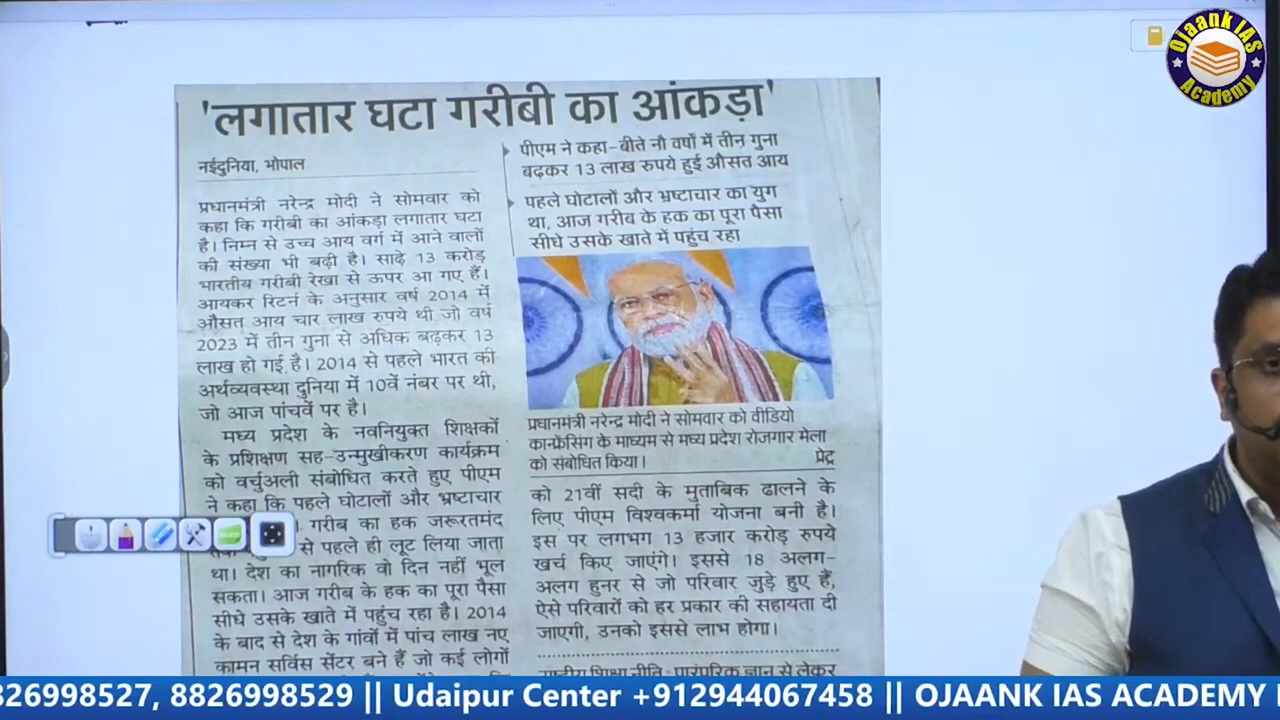 Ojaank IAS
Academy
'लगातार घटा गरीबी का आंकड़ा'
नईदुनिया, भोपाल
प्रधानमंत्री नरेन्द्र मोदी ने सोमवार को
कहा कि गरीबी का आंकड़ा लगातार घटा
है। निम्न से उच्च आय वर्ग में आने वालों
की संख्या भी बढ़ी है। साढ़े 13 करोड़
भारतीय गरीबी रेखा से ऊपर आ गए हैं।
आयकर रिटर्न के अनुसार वर्ष 2014 में
औसत आय चार लाख रुपये थी जो वर्ष
2023 में तीन गुना से अधिक बढ़कर 13
लाख हो गई है। 2014 से पहले भारत की
अर्थव्यवस्था दुनिया में 10वें नंबर पर थी,
जो आज पांचवें पर है।
मध्य प्रदेश के नवनियुक्त शिक्षकों
के प्रशिक्षण सह-उन्मुखीकरण कार्यक्रम
को वर्चुअली संबोधित करते हुए पीएम
ने कहा कि पहले घोटालों और भ्रष्टाचार
गरीब का हक जरूरतमंद
से पहले ही लूट लिया जाता
था। देश का नागरिक वो दिन नहीं भूल
सकता। आज गरीब के हक का पूरा पैसा
सीधे उसके खाते में पहुंच रहा है। 2014
के बाद से देश के गांवों में पांच लाख नए
कामन सर्विस सेंटर बने हैं जो कई लोगों
पीएम ने कहा-बीते नौ वर्षों में तीन गुना
बढ़कर 13 लाख रुपये हुई औसत आय
पहले घोटालों और भ्रष्टाचार का युग
था, आज गरीब के हक का पूरा पैसा
सीधे उसके खाते में पहुंच रहा
प्रधानमंत्री नरेन्द्र मोदी ने सोमवार को वीडियो
कान्फ्रेंसिंग के माध्यम से मध्य प्रदेश रोजगार मेला
को संबोधित किया। प्रेट्र
को 21वीं सदी के मुताबिक ढालने के
लिए पीएम विश्वकर्मा योजना बनी है।
इस पर लगभग 13 हजार करोड़ रुपये
खर्च किए जाएंगे। इससे 18 अलग-
अलग हुनर से जो परिवार जुड़े हुए हैं,
ऐसे परिवारों को हर प्रकार की सहायता दी
जाएगी, उनको इससे लाभ होगा।
राष्ट्रीय शिक्षा नीति : पारंपरिक ज्ञान से लेकर
Note
826998527, 8826998529 || Udaipur Center +912944067458 || OJAANK IAS ACADEMY